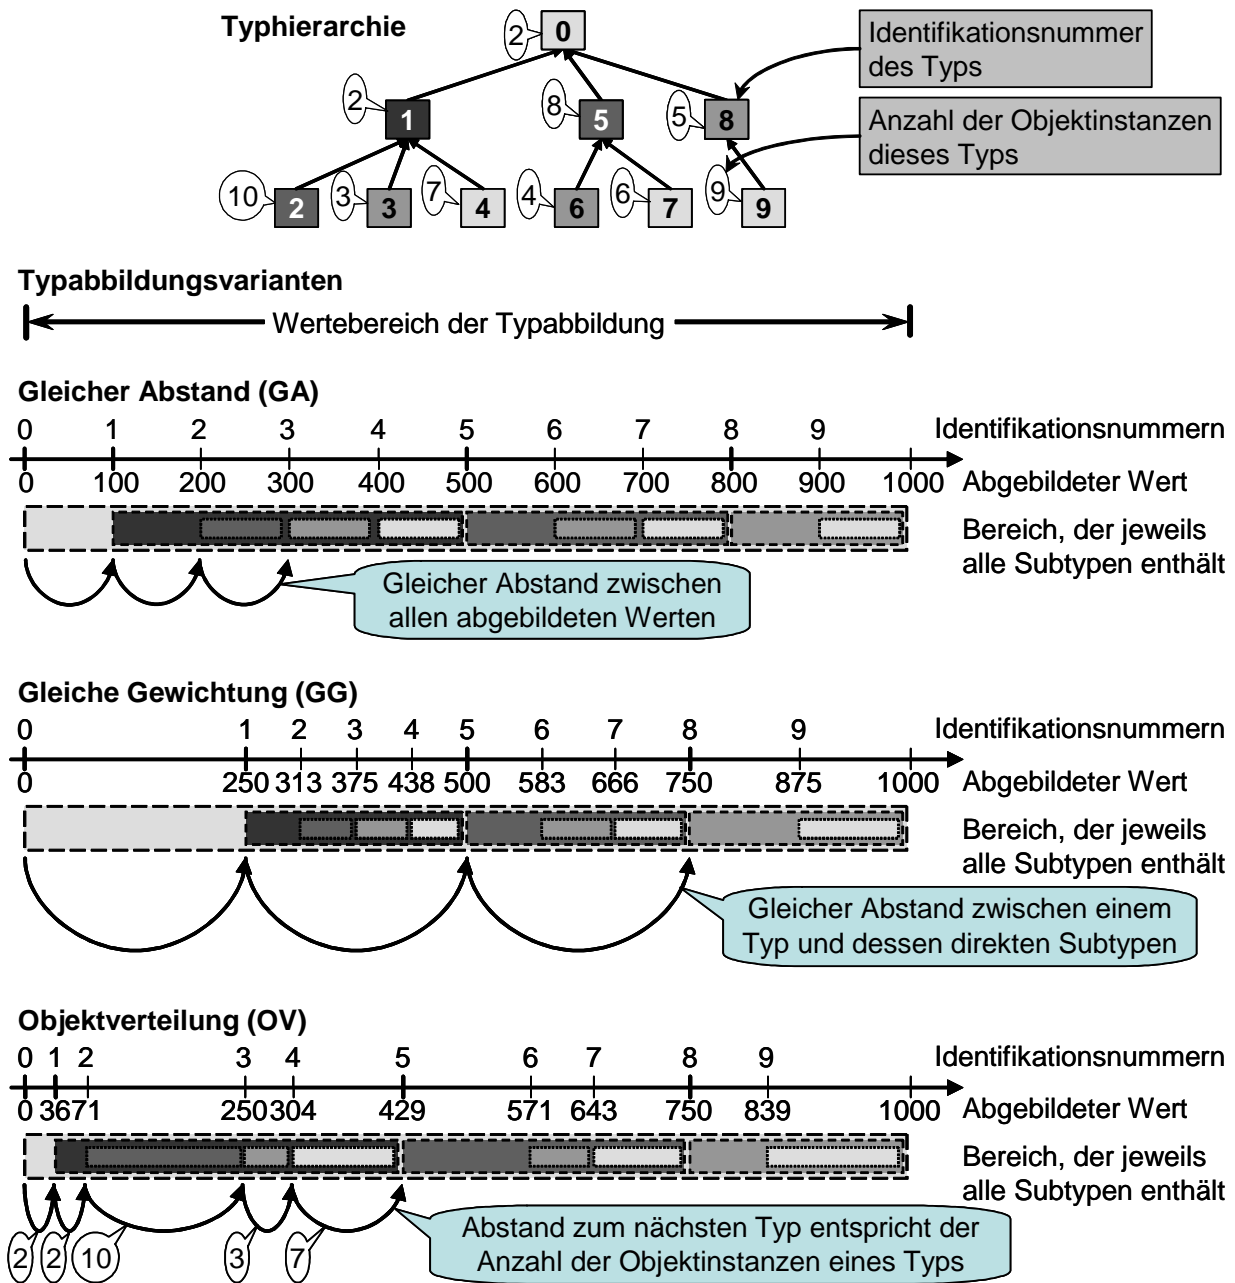 Typhierarchie
2 0
Identifikationsnummer
des Typs
2 1 8 5 5 8
Anzahl der Objektinstanzen
dieses Typs
10 2 3 3 7 4 4 6 6 7 9 9
Typabbildungsvarianten
Wertebereich der Typabbildung
Gleicher Abstand (GA)
0 1 2 3 4 5 6 7 8 9 Identifikationsnummern
0 100 200 300 400 500 600 700 800 900 1000 Abgebildeter Wert
Bereich, der jeweils
alle Subtypen enthält
Gleicher Abstand zwischen
allen abgebildeten Werten
Gleiche Gewichtung (GG)
0 1 2 3 4 5 6 7 8 9 Identifikationsnummern
0 250 313 375 438 500 583 666 750 875 1000 Abgebildeter Wert
Bereich, der jeweils
alle Subtypen enthält
Gleicher Abstand zwischen einem
Typ und dessen direkten Subtypen
Objektverteilung (OV)
0 1 2 3 4 5 6 7 8 9 Identifikationsnummern
0 36 71 250 304 429 571 643 750 839 1000 Abgebildeter Wert
Bereich, der jeweils
alle Subtypen enthält
2 2 10 3 7
Abstand zum nächsten Typ entspricht der
Anzahl der Objektinstanzen eines Typs